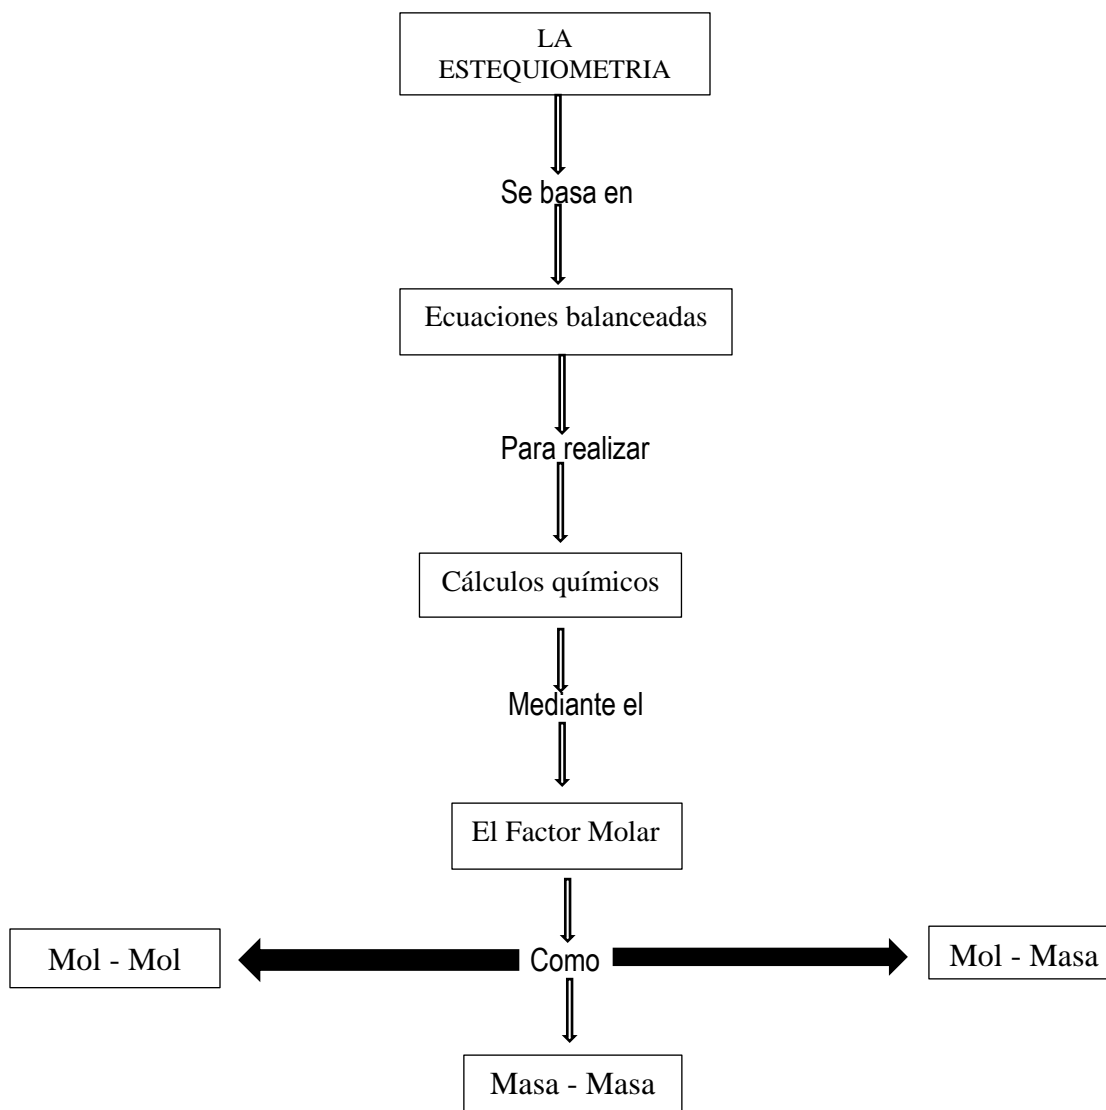 LA
ESTEQUIOMETRIA
Se basa en
Ecuaciones balanceadas
Para realizar
Cálculos químicos
Mediante el
El Factor Molar
Mol - Mol
Como
Mol - Masa
Masa - Masa